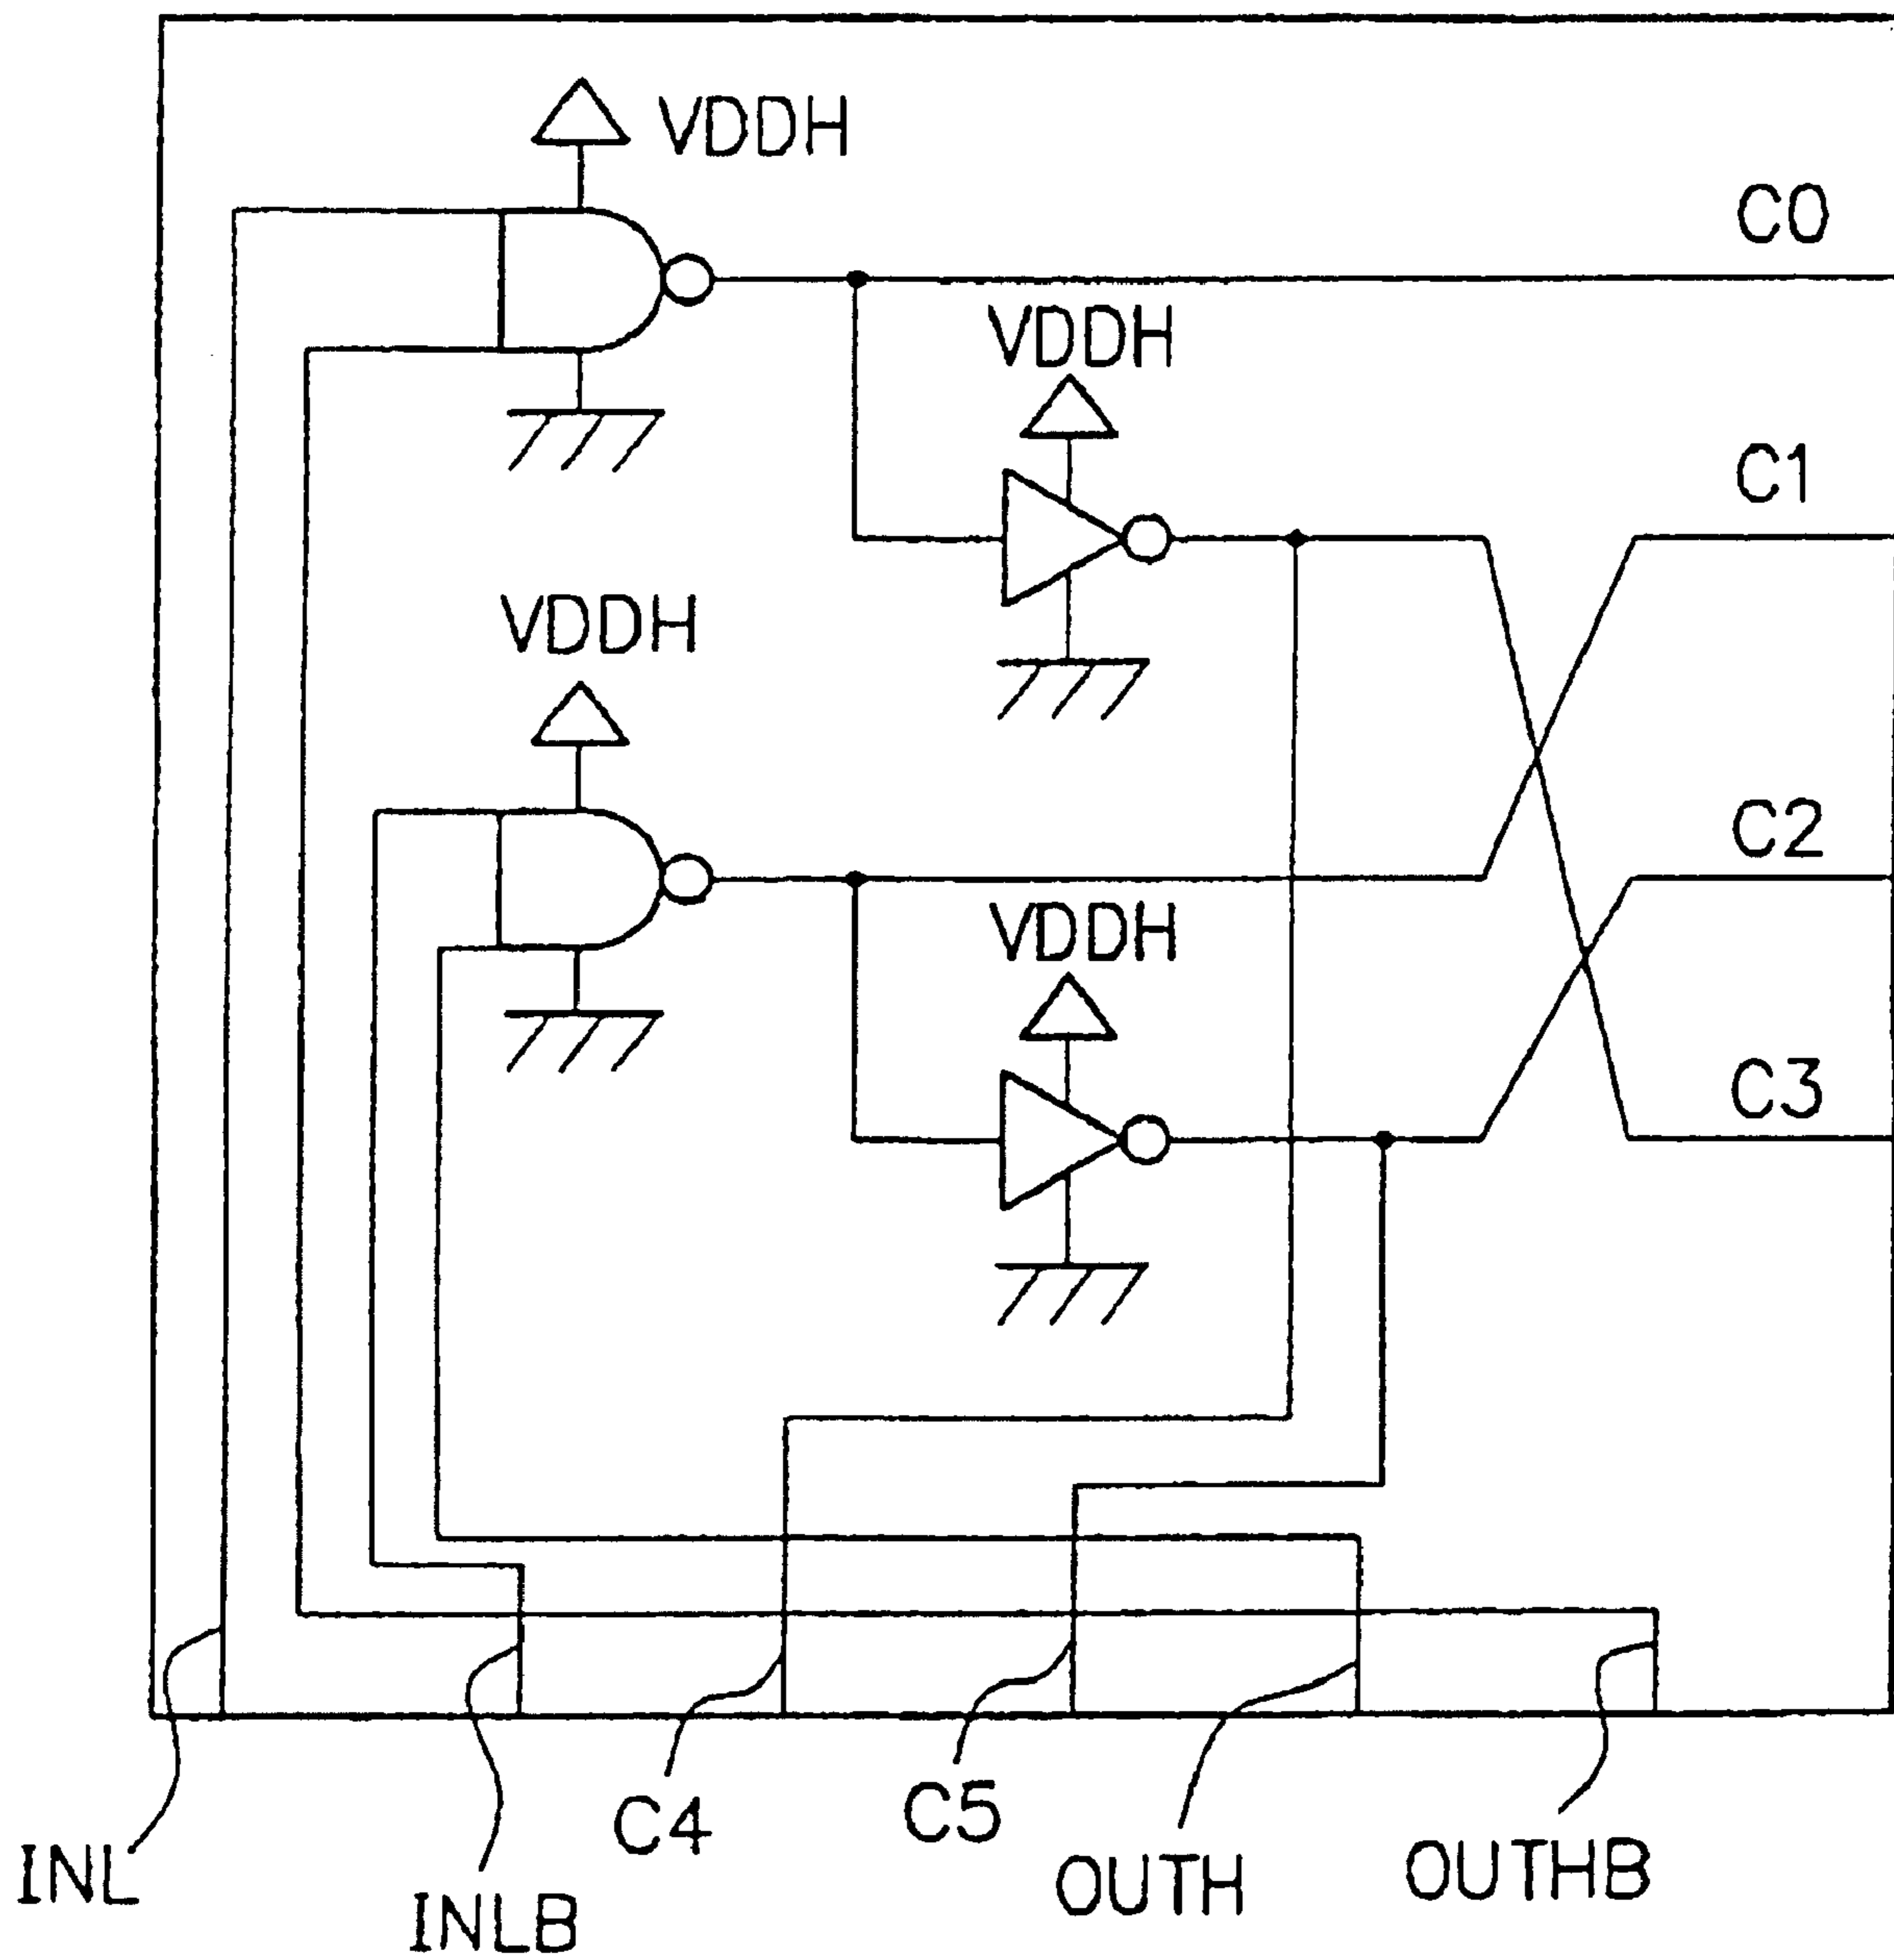 VDDH
C0
VDDH
C1
VDDH
C2
VDDH
C3
INL
INLB
C4
C5
OUTH
OUTHB